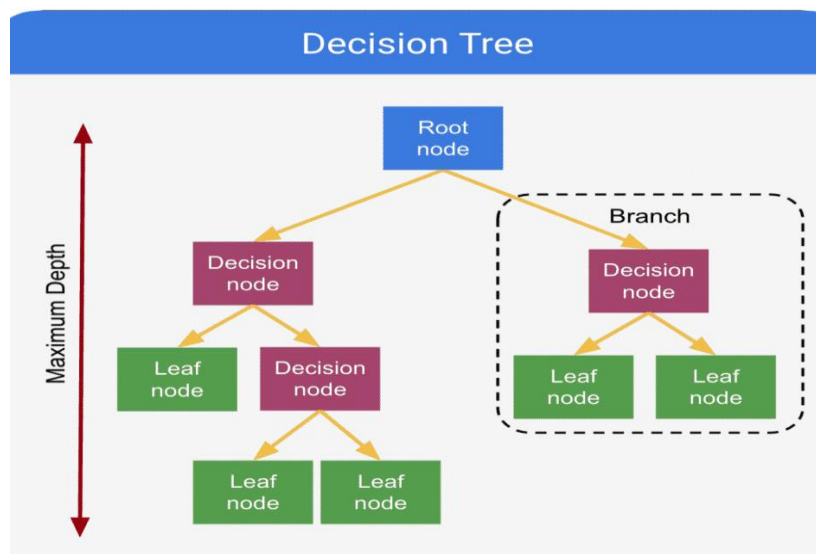 Decision Tree
Root
node
Branch
Maximum Depth
Decision
node
Decision
node
Leaf
node
Decision
node
Leaf
node
Leaf
node
Leaf
node
Leaf
node